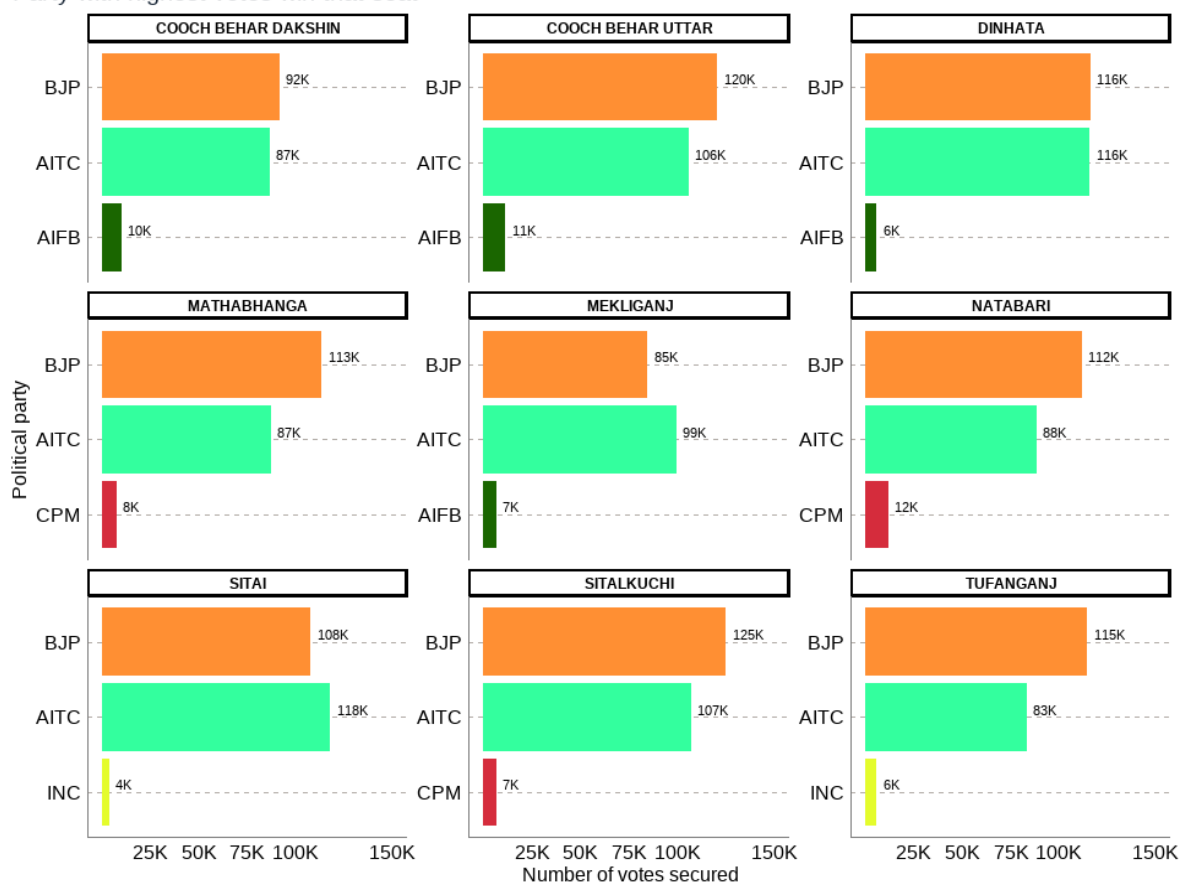 COOCH BEHAR DAKSHIN
BJP 92K
AITC 87K
AIFB 10K
COOCH BEHAR UTTAR
BJP 120K
AITC 106K
AIFB 11K
DINHATA
BJP 116K
AITC 116K
AIFB 6K
Political party
MATHABHANGA
BJP 113K
AITC 87K
CPM 8K
MEKLIGANJ
BJP 85K
AITC 99K
AIFB 7K
NATABARI
BJP 112K
AITC 88K
CPM 12K
SITAI
BJP 108K
AITC 118K
INC 4K
SITALKUCHI
BJP 125K
AITC 107K
CPM 7K
TUFANGANJ
BJP 115K
AITC 83K
INC 6K
25K 50K 75K 100K 150K
25K 50K 75K 100K 150K
25K 50K 75K 100K 150K
Number of votes secured